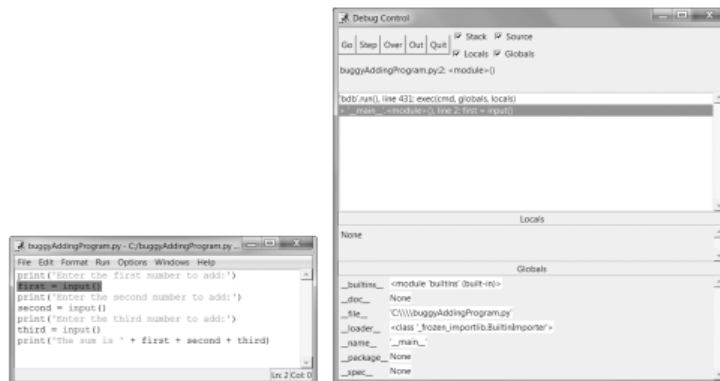 buggyAddingProgram.py - C:/buggyAddingProgram.py ...
File Edit Format Run Options Windows Help
print('Enter the first number to add:')
first = input()
print('Enter the second number to add:')
second = input()
print('Enter the third number to add:')
third = input()
print('The sum is ' + first + second + third)
Ln: 2 Col: 0
Debug Control
Go Step Over Out Quit Stack Source
Locals Globals
buggyAddingProgram.py:2: <module>()
'bdb'.run(), line 431: exec(cmd, globals, locals)
> '__main__'.<module>(), line 2: first = input()
Locals
None
Globals
__builtins__ <module 'builtins' (built-in)>
__doc__ None
__file__ 'C:\\\\buggyAddingProgram.py'
__loader__ <class '_frozen_importlib.BuiltinImporter'>
__name__ '__main__'
__package__ None
__spec__ None